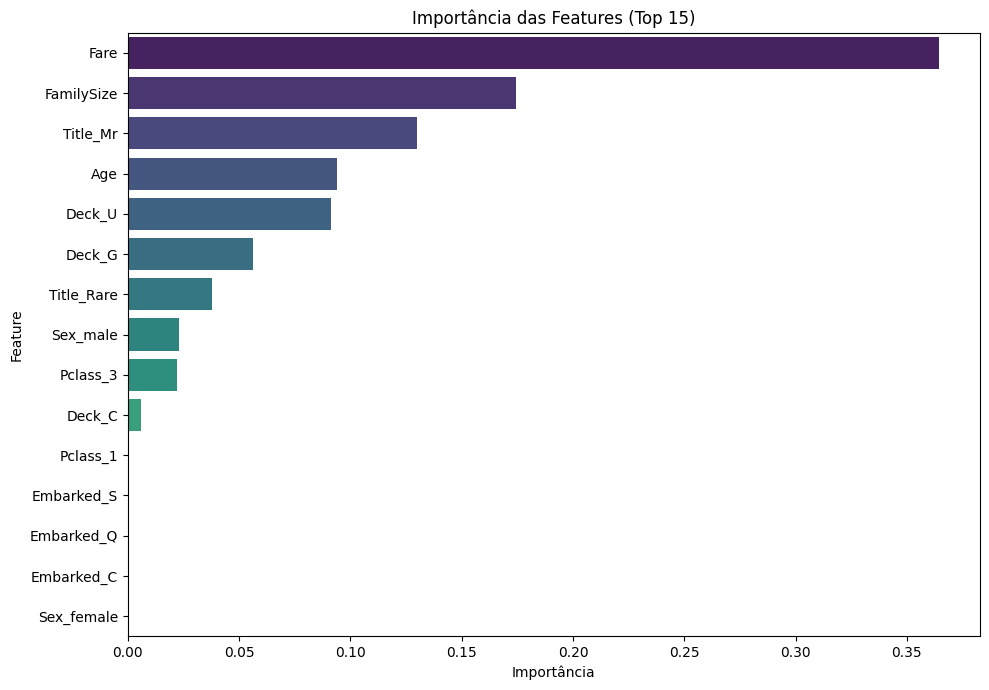 Importância das Features (Top 15)
Feature
Fare
FamilySize
Title_Mr
Age
Deck_U
Deck_G
Title_Rare
Sex_male
Pclass_3
Deck_C
Pclass_1
Embarked_S
Embarked_Q
Embarked_C
Sex_female
0.00 0.05 0.10 0.15 0.20 0.25 0.30 0.35
Importância